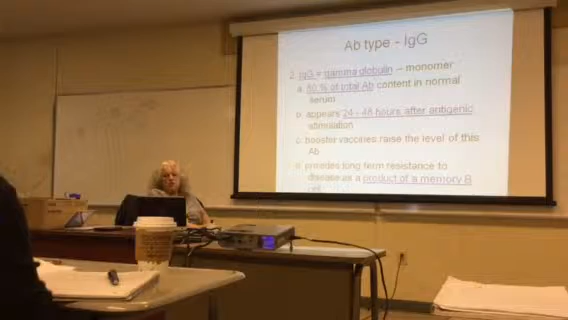 Ab type - IgG
2. IgG = gamma globulin – monomer
a. 80 % of total Ab content in normal
serum
b. appears 24 - 48 hours after antigenic
stimulation
c. booster vaccines raise the level of this
Ab
d. provides long term resistance to
disease as a product of a memory B
cell